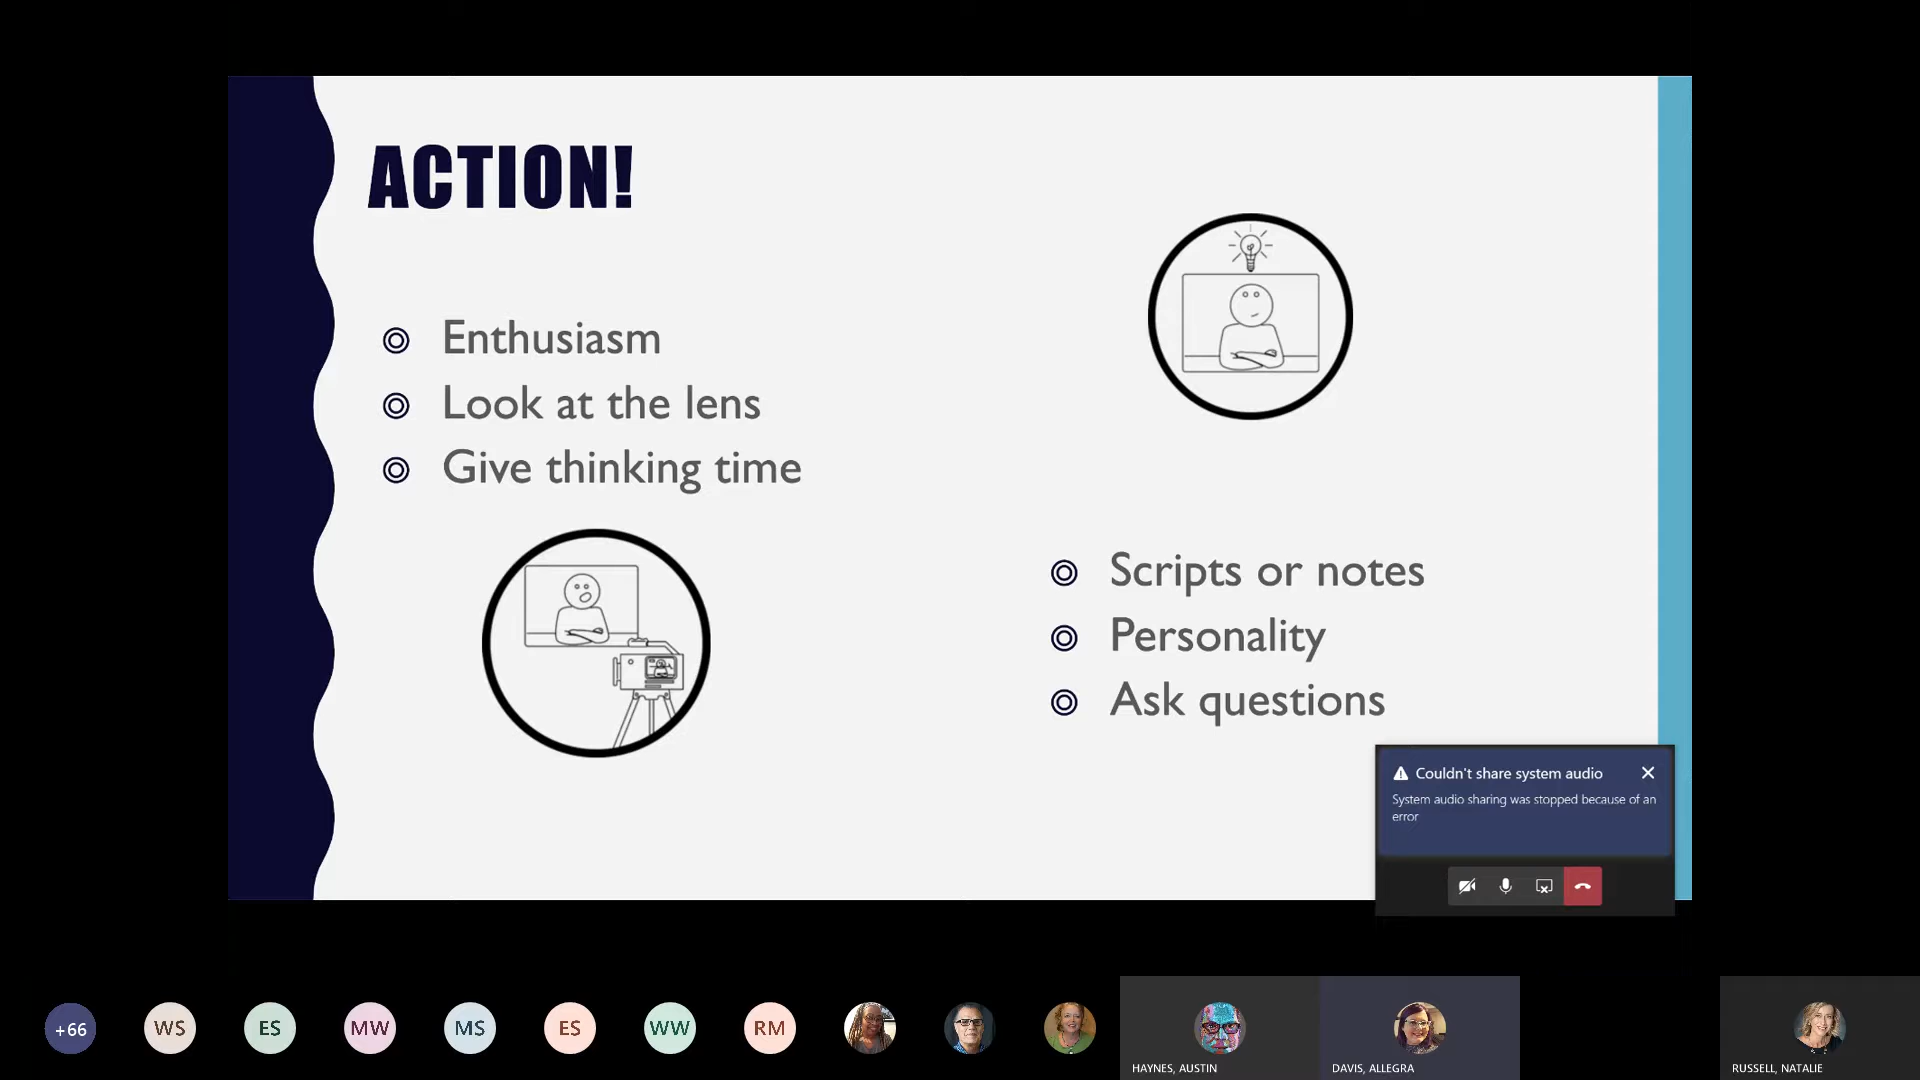 ACTION!
Enthusiasm
Look at the lens
Give thinking time
Scripts or notes
Personality
Ask questions
Couldn't share system audio
System audio sharing was stopped because of an
error
+66
WS
ES
MW
MS
ES
WW
RM
HAYNES, AUSTIN
DAVIS, ALLEGRA
RUSSELL, NATALIE